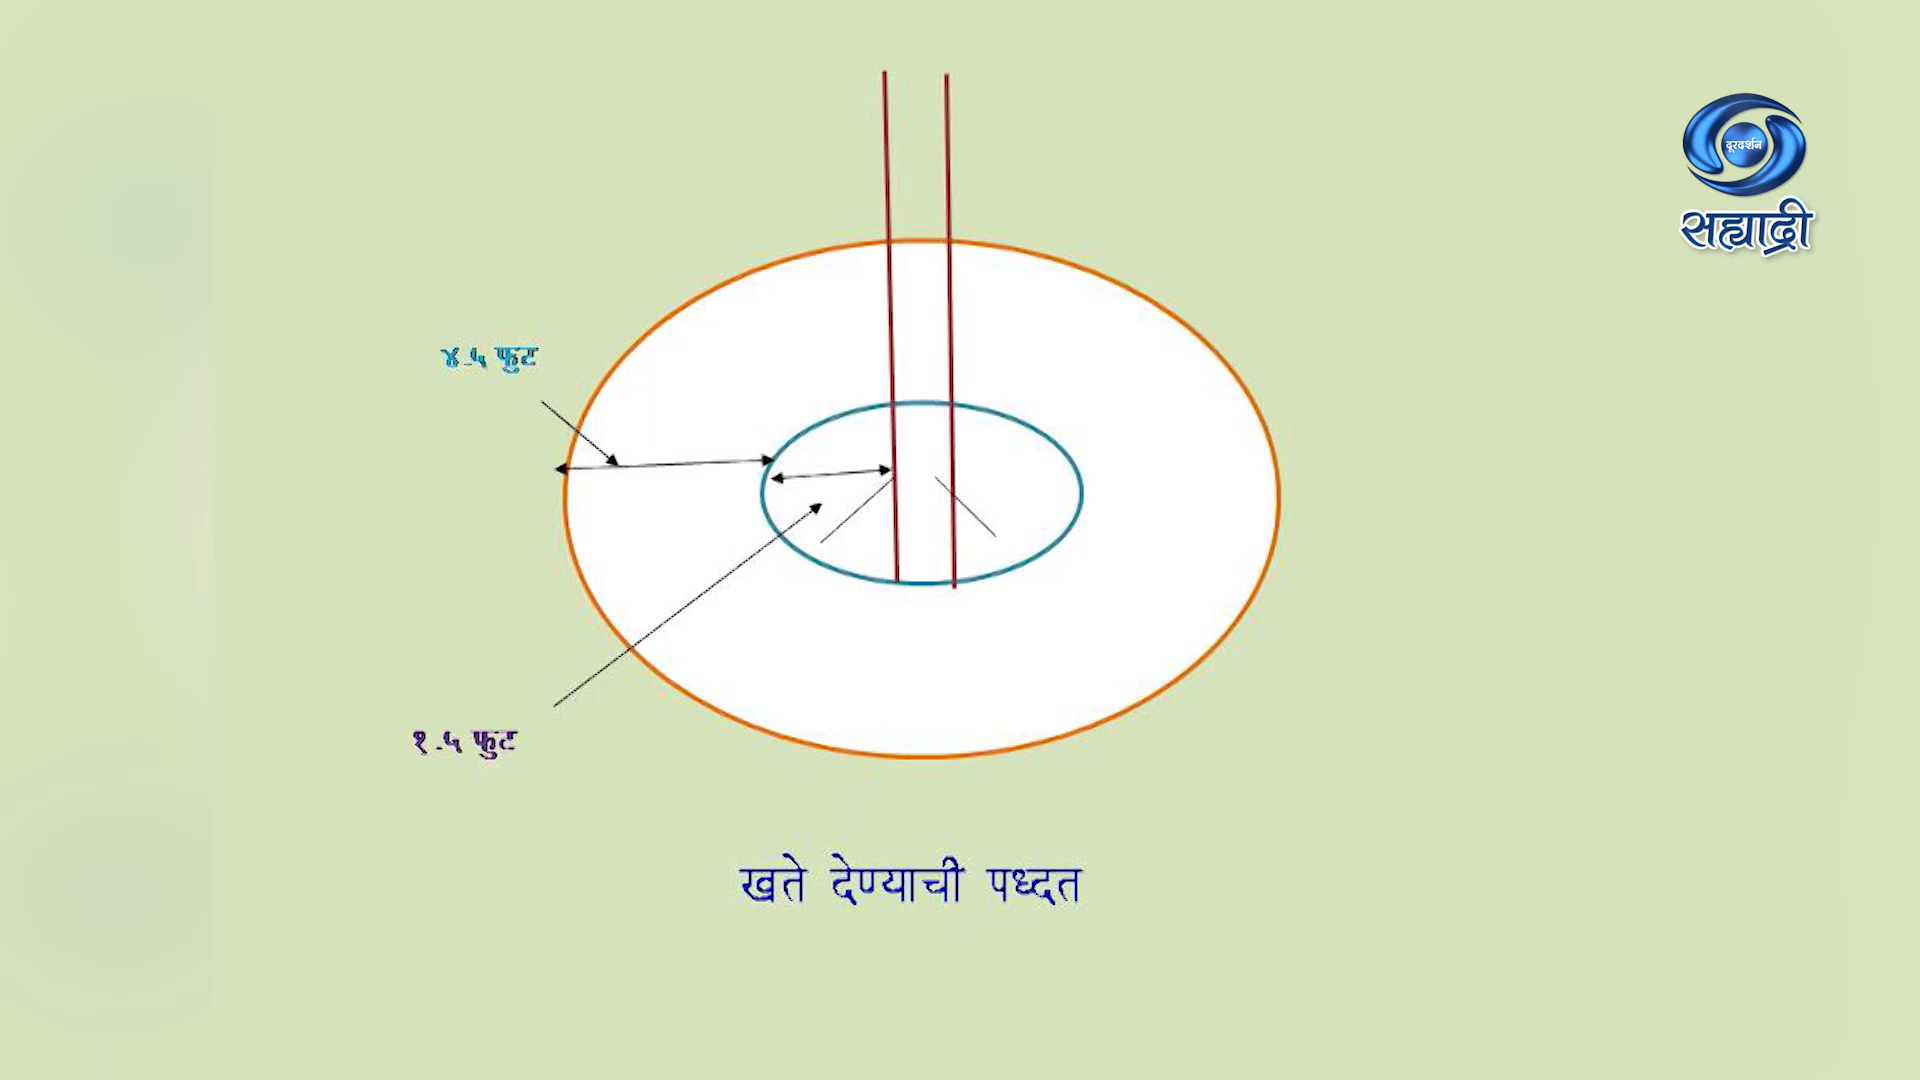 दूरदर्शन
सह्याद्री
४.५ फुट
१.५ फुट
खते देण्याची पध्दत